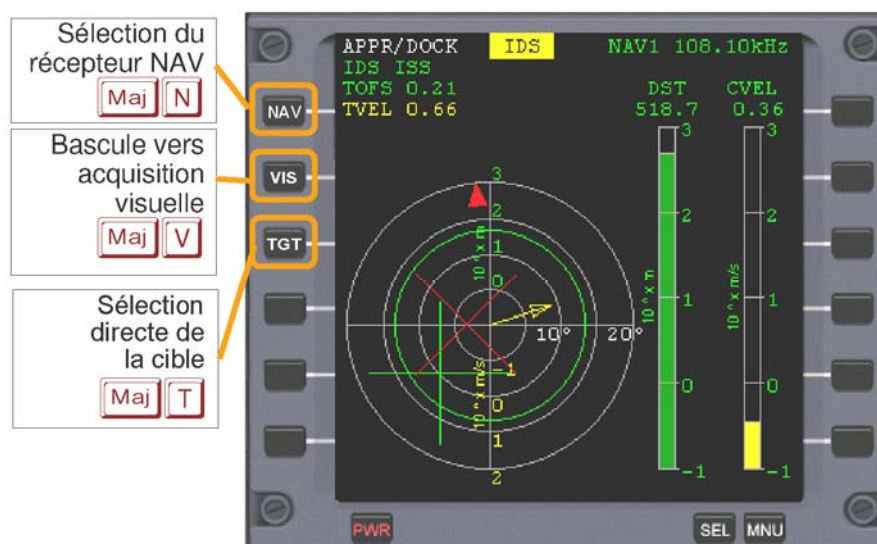 Sélection du
récepteur NAV
Maj N
Bascule vers
acquisition
visuelle
Maj V
Sélection
directe de
la cible
Maj T
NAV
VIS
TGT
APPR/DOCK IDS NAV1 108.10kHz
IDS ISS
TOFS 0.21 DST CVEL
TVEL 0.66 518.7 0.36
3
2
1
0
10^x m
10° 20°
-1
0
1
2
10^x m/s
3
2
1
0
-1
10^x m
3
2
1
0
-1
10^x m/s
PWR SEL MNU